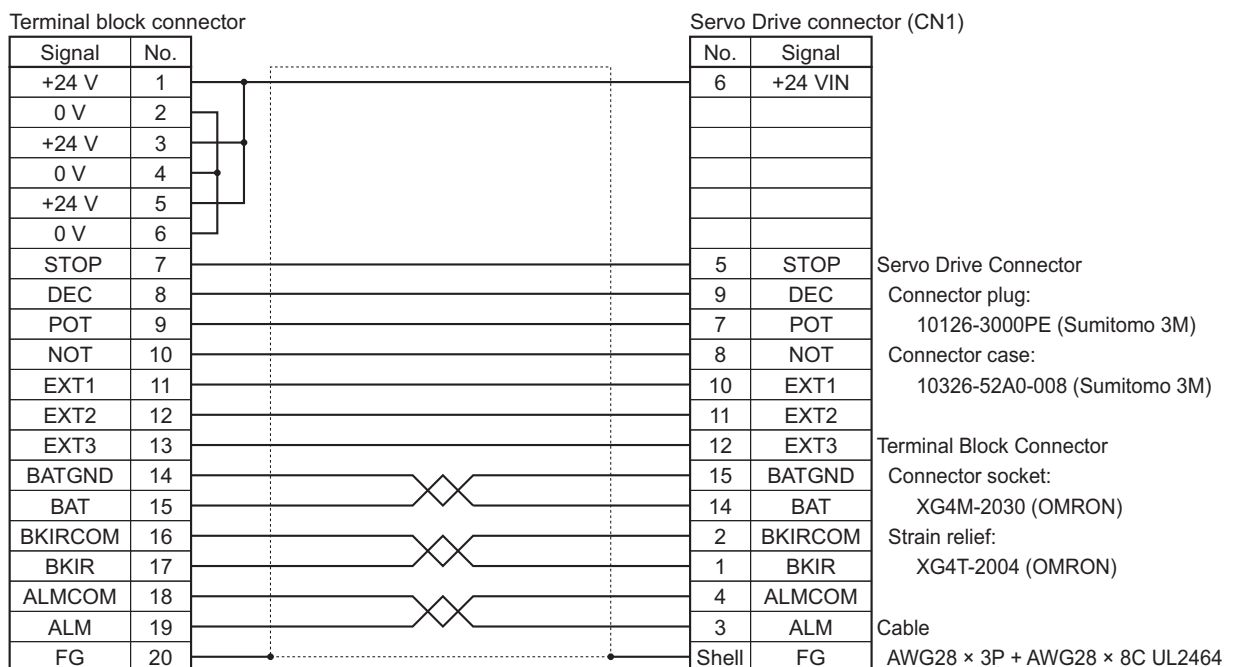 Terminal block connector Servo Drive connector (CN1)
Signal No. No. Signal
+24 V 1 6 +24 VIN
0 V 2
+24 V 3
0 V 4
+24 V 5
0 V 6
STOP 7 5 STOP Servo Drive Connector
DEC 8 9 DEC Connector plug:
POT 9 7 POT 10126-3000PE (Sumitomo 3M)
NOT 10 8 NOT Connector case:
EXT1 11 10 EXT1 10326-52A0-008 (Sumitomo 3M)
EXT2 12 11 EXT2
EXT3 13 12 EXT3 Terminal Block Connector
BATGND 14 15 BATGND Connector socket:
BAT 15 14 BAT XG4M-2030 (OMRON)
BKIRCOM 16 2 BKIRCOM Strain relief:
BKIR 17 1 BKIR XG4T-2004 (OMRON)
ALMCOM 18 4 ALMCOM
ALM 19 3 ALM Cable
FG 20 Shell FG AWG28 × 3P + AWG28 × 8C UL2464